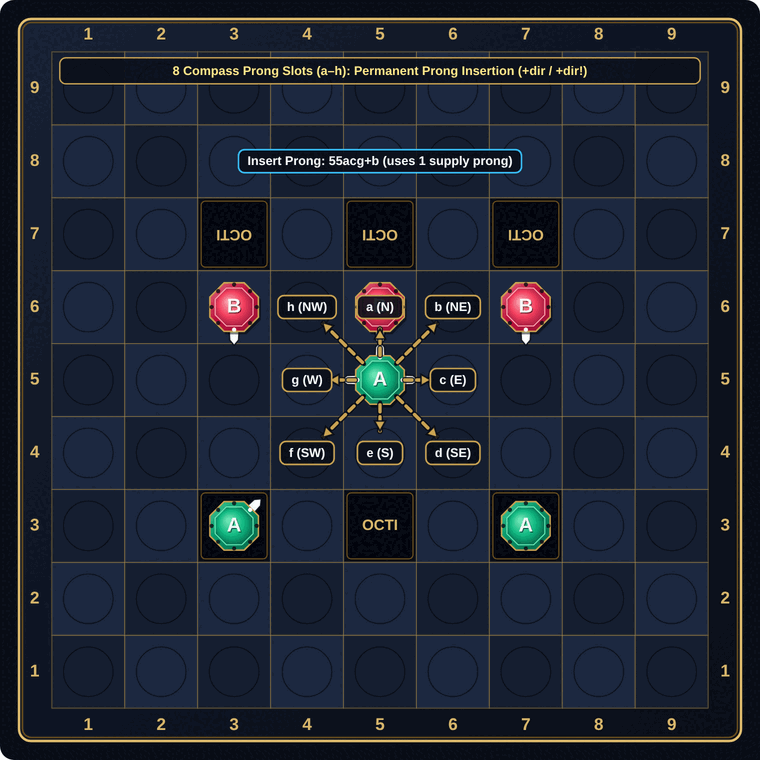 1 2 3 4 5 6 7 8 9
8 Compass Prong Slots (a–h): Permanent Prong Insertion (+dir / +dir!)
9 9
8 Insert Prong: 55acg+b (uses 1 supply prong) 8
7 OCTI OCTI OCTI 7
6 B h (NW) a (N) b (NE) B 6
5 g (W) A c (E) 5
4 f (SW) e (S) d (SE) 4
3 A OCTI A 3
2 2
1 1
1 2 3 4 5 6 7 8 9